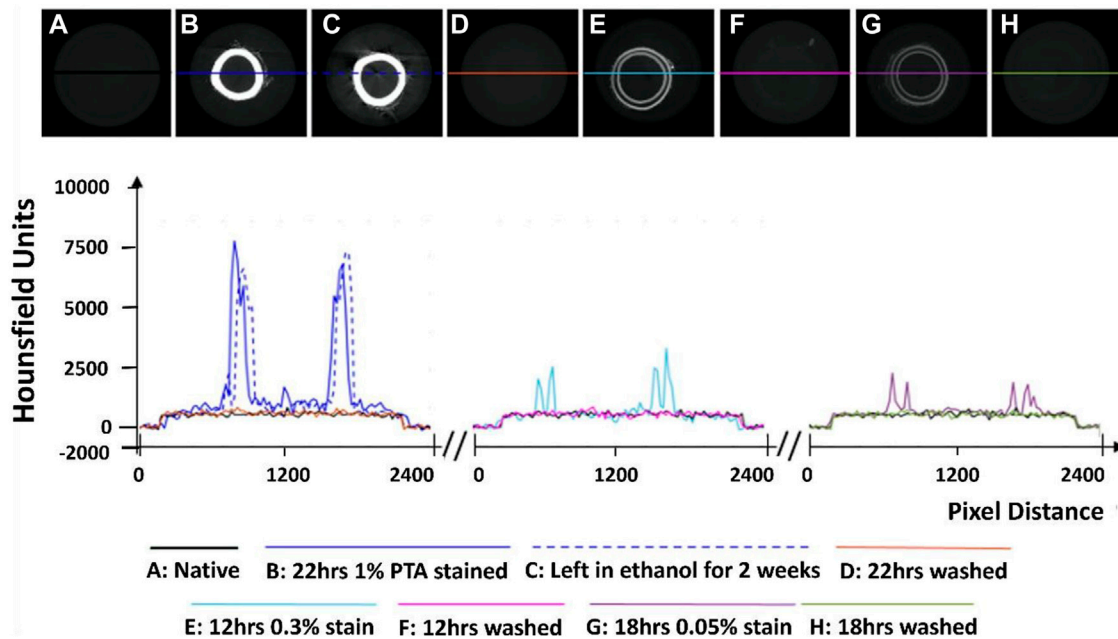 A B C D E F G H
10000
7500
5000
2500
0
-2000
Hounsfield Units
0 1200 2400 0 1200 2400 0 1200 2400
Pixel Distance
A: Native B: 22hrs 1% PTA stained C: Left in ethanol for 2 weeks D: 22hrs washed
E: 12hrs 0.3% stain F: 12hrs washed G: 18hrs 0.05% stain H: 18hrs washed